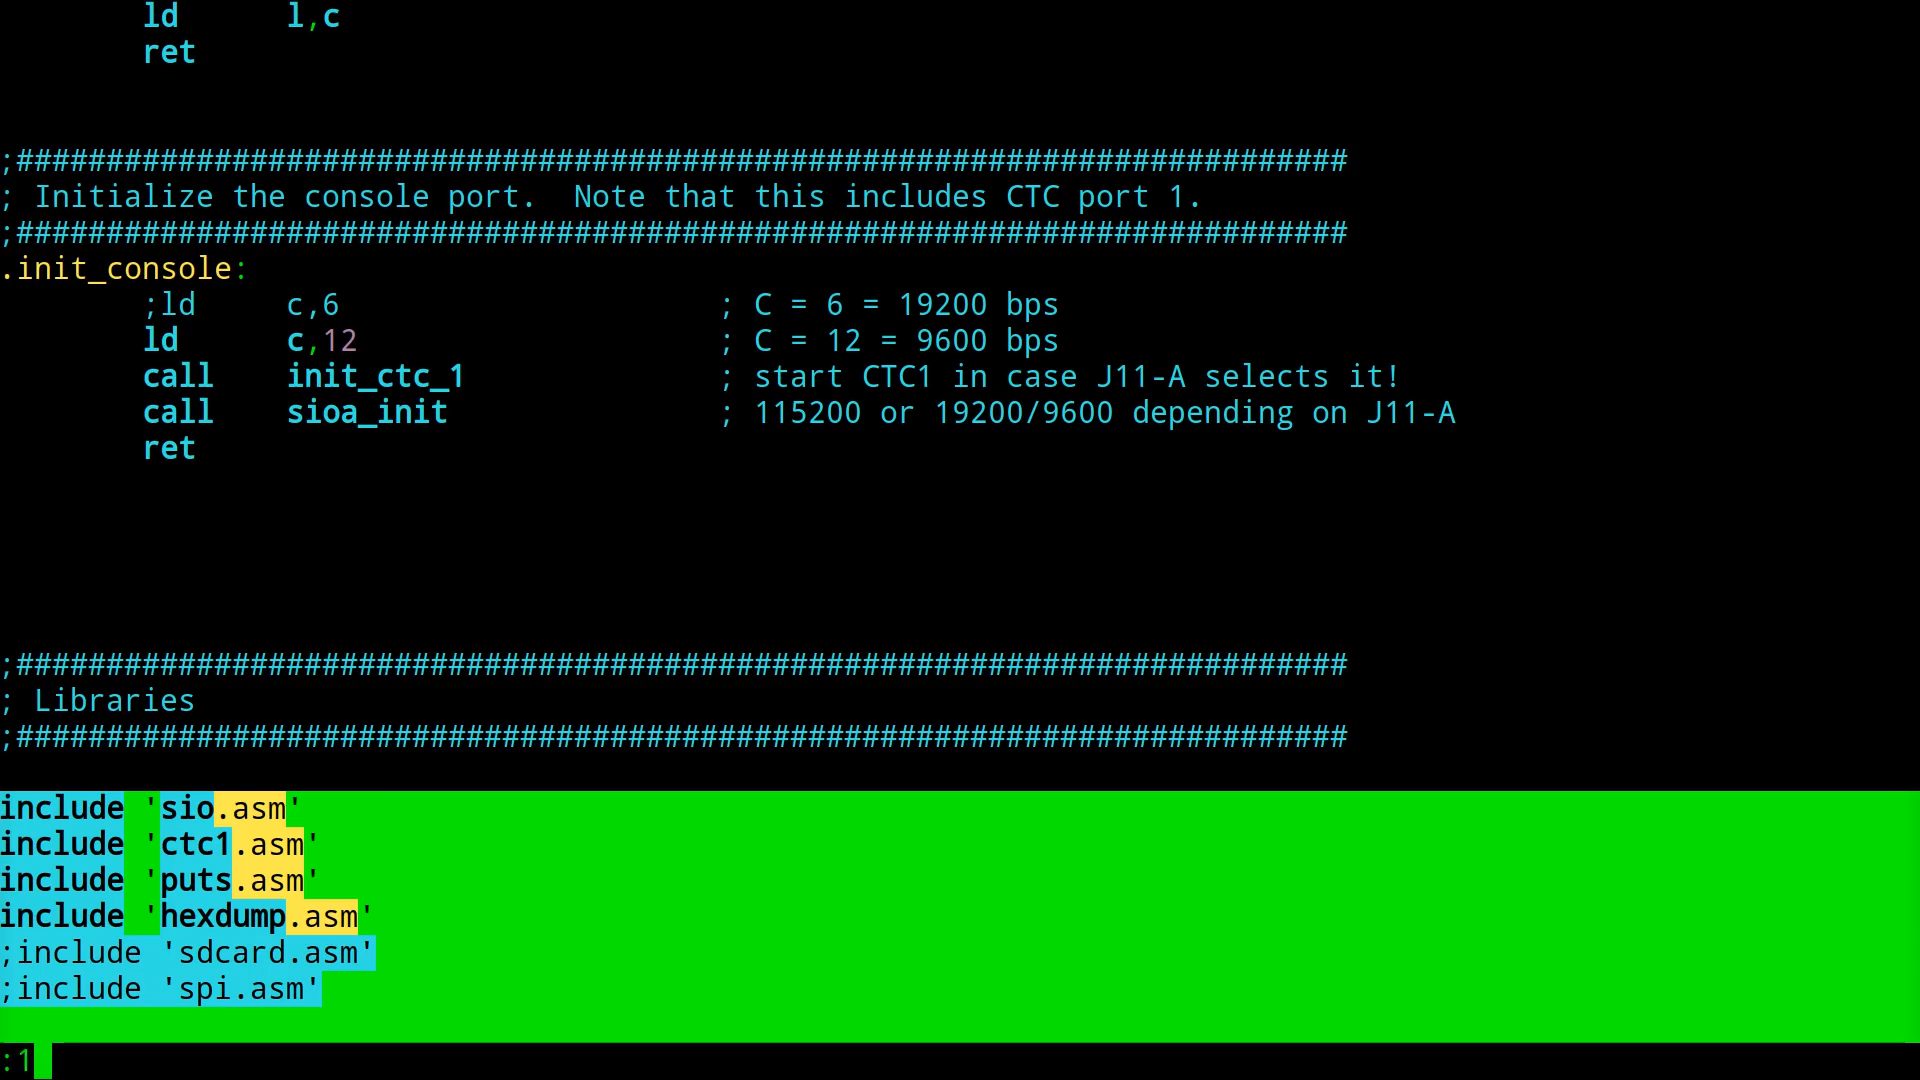 ld      l,c
        ret
;##########################################################################
; Initialize the console port.  Note that this includes CTC port 1.
;##########################################################################
.init_console:
        ;ld     c,6                     ; C = 6 = 19200 bps
        ld      c,12                    ; C = 12 = 9600 bps
        call    init_ctc_1              ; start CTC1 in case J11-A selects it!
        call    sioa_init               ; 115200 or 19200/9600 depending on J11-A
        ret
;##########################################################################
; Libraries
;##########################################################################
include 'sio.asm'
include 'ctc1.asm'
include 'puts.asm'
include 'hexdump.asm'
;include 'sdcard.asm'
;include 'spi.asm'
:1